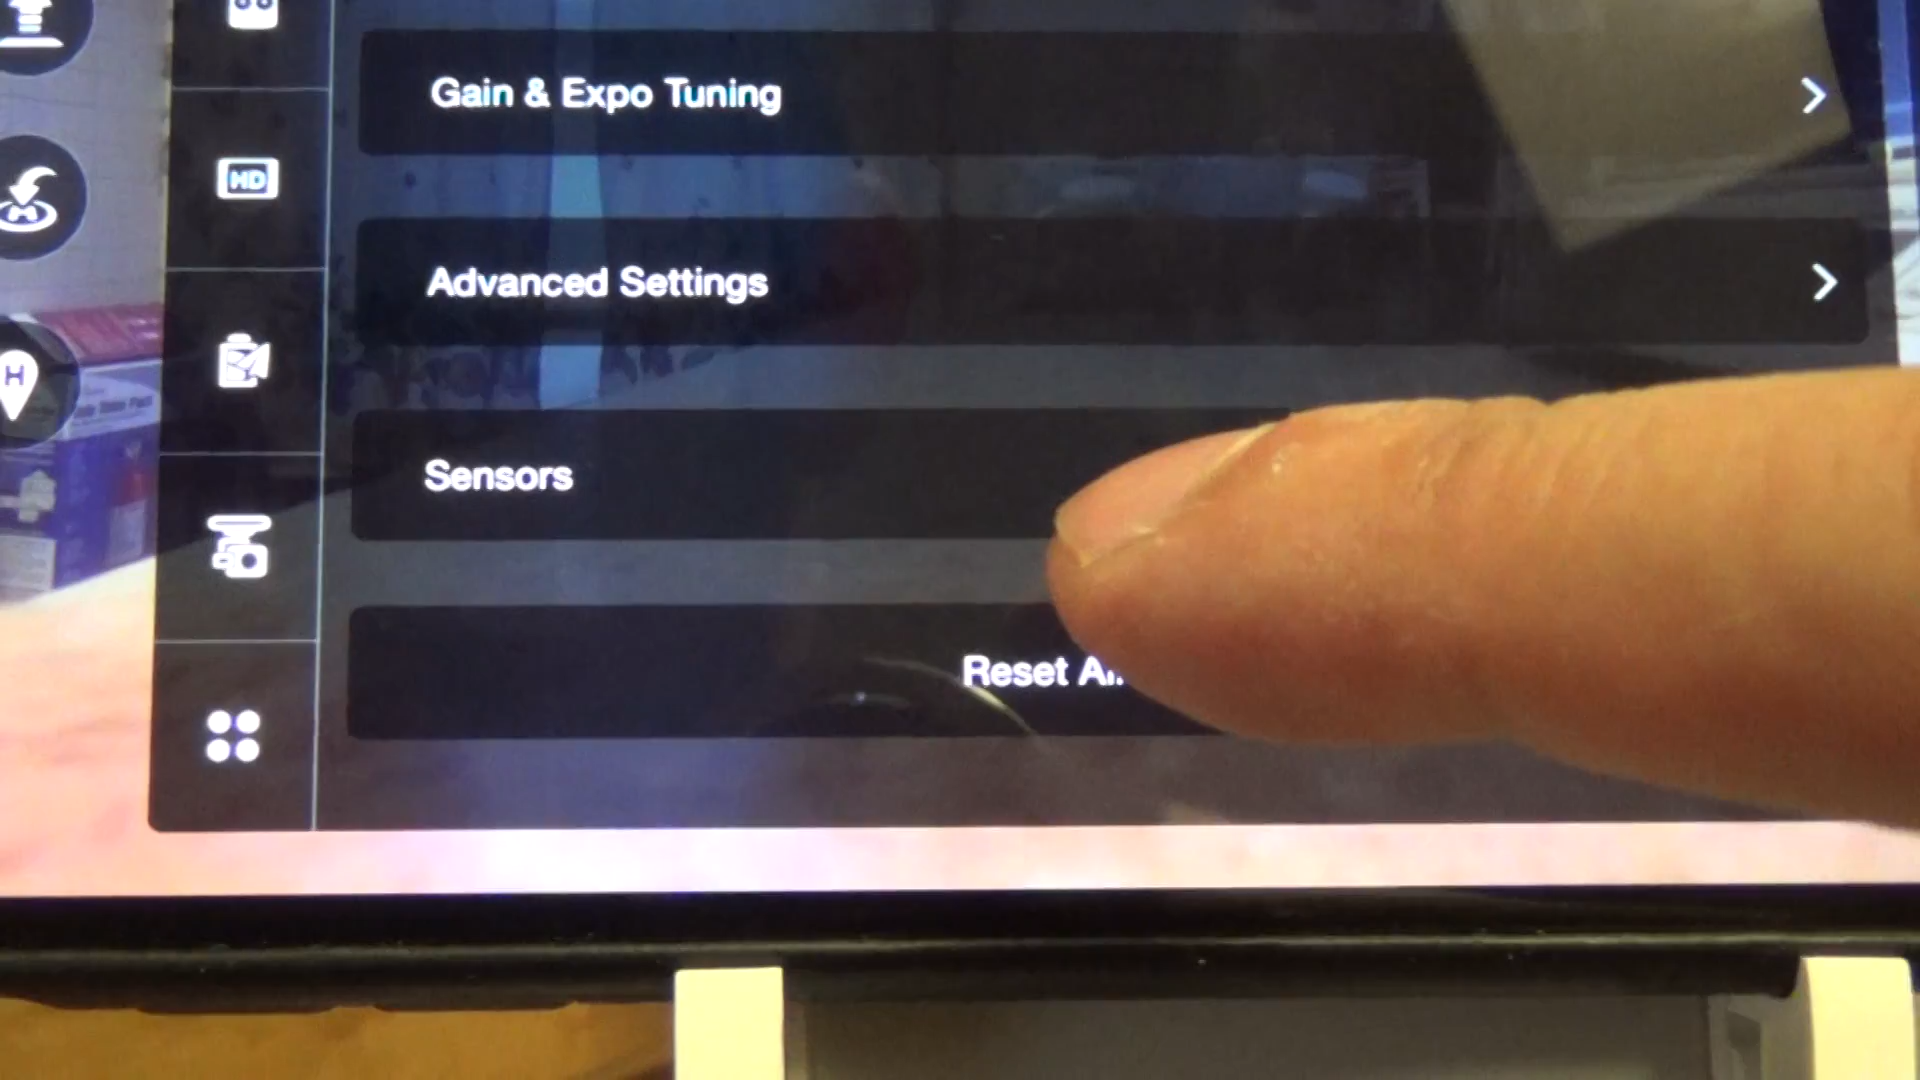 Gain & Expo Tuning
HD
Advanced Settings
H
Sensors
Reset